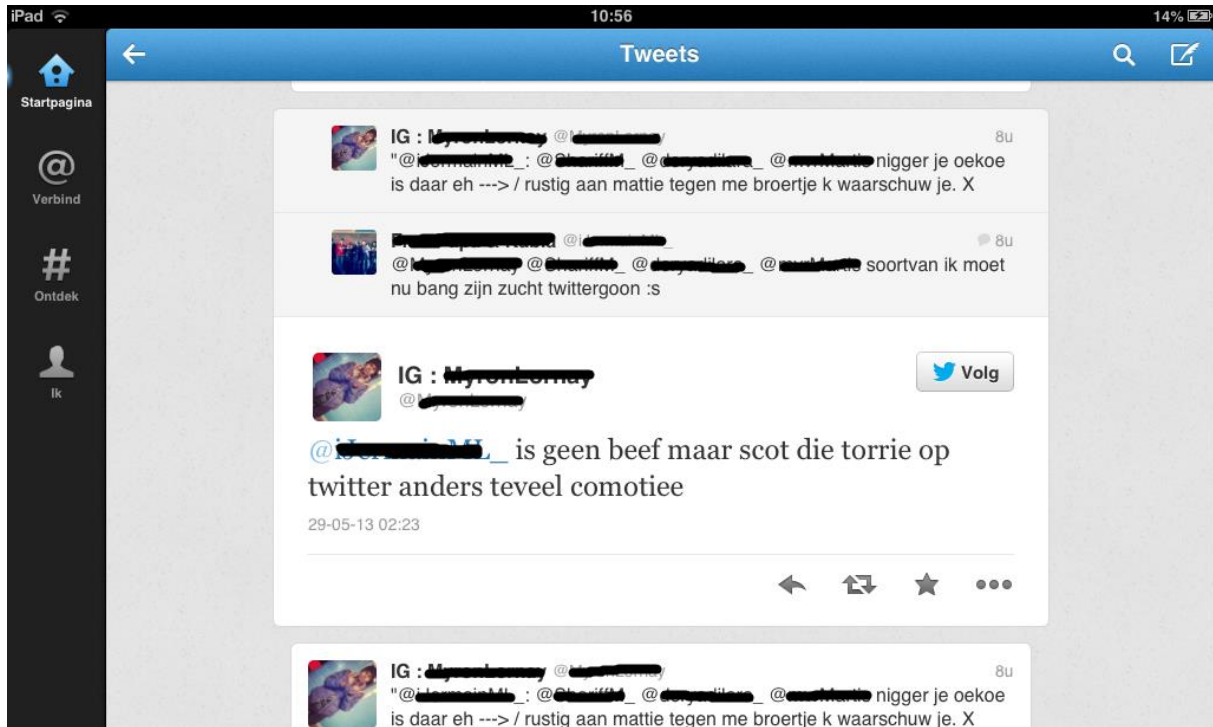 iPad 10:56 14%
Tweets
Startpagina
Verbind
Ontdek
Ik
IG : @ 8u
"@ _: @ _ @ _ @ nigger je oekoe
is daar eh ---> / rustig aan mattie tegen me broertje k waarschuw je. X
@ _ 8u
@ @ _ @ _ @ soortvan ik moet
nu bang zijn zucht twittergoon :s
IG :
@
Volg
@ _ is geen beef maar scot die torrie op
twitter anders teveel comotiee
29-05-13 02:23
IG : @ 8u
"@ _: @ _ @ _ @ nigger je oekoe
is daar eh ---> / rustig aan mattie tegen me broertje k waarschuw je. X